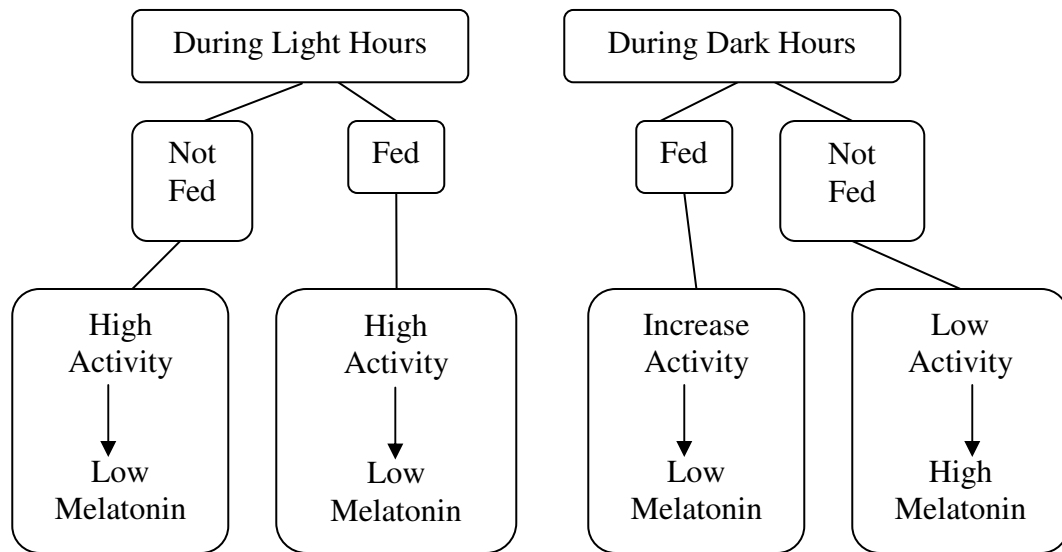 During Light Hours
During Dark Hours
Not
Fed
Fed
Fed
Not
Fed
High
Activity
Low
Melatonin
High
Activity
Low
Melatonin
Increase
Activity
Low
Melatonin
Low
Activity
High
Melatonin